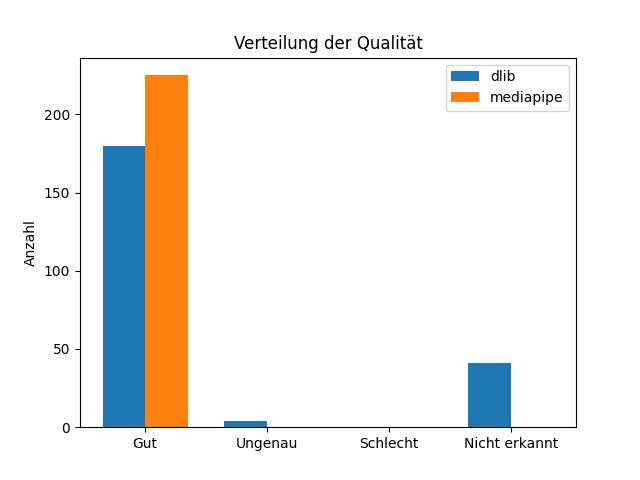 Verteilung der Qualität
dlib
mediapipe
Anzahl
200
150
100
50
0
Gut
Ungenau
Schlecht
Nicht erkannt